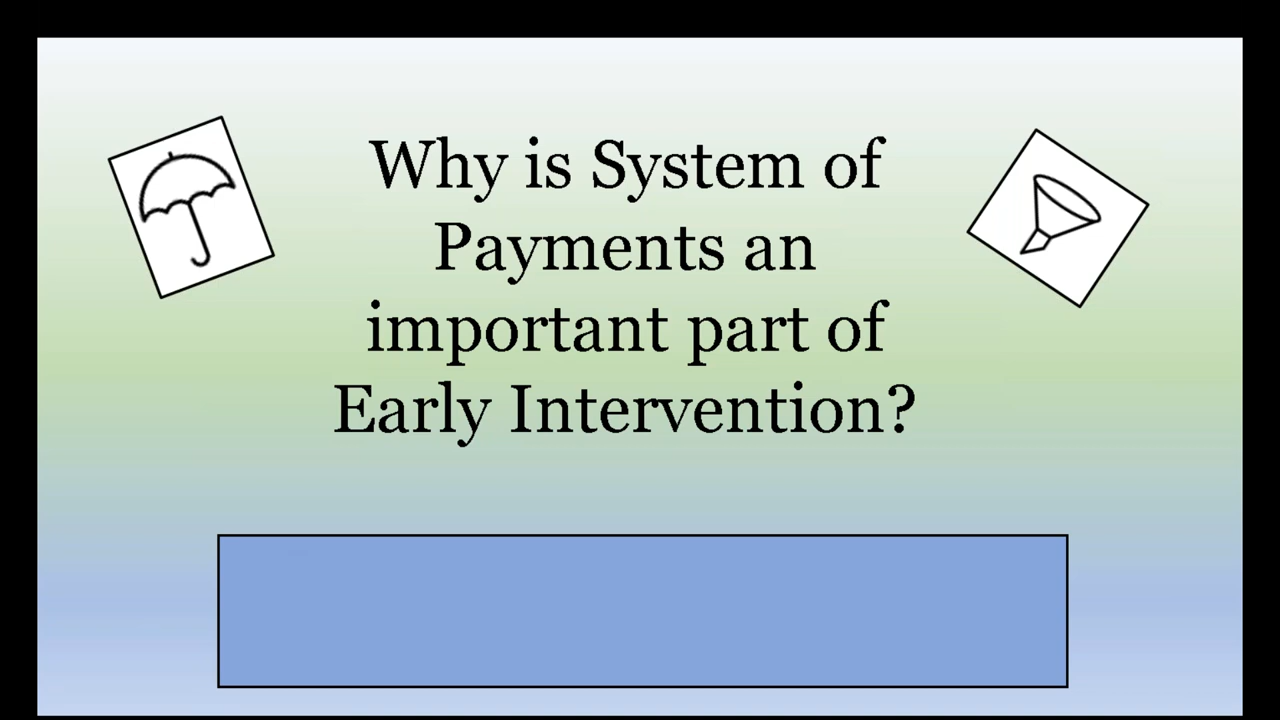 Why is System of
Payments an
important part of
Early Intervention?